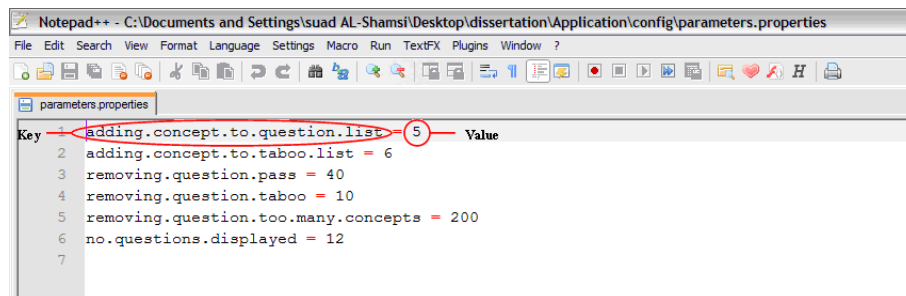 Notepad++ - C:\Documents and Settings\suad AL-Shamsi\Desktop\dissertation\Application\config\parameters.properties
File Edit Search View Format Language Settings Macro Run TextFX Plugins Window ?
parameters.properties
Key 1 adding.concept.to.question.list = 5 Value
2 adding.concept.to.taboo.list = 6
3 removing.question.pass = 40
4 removing.question.taboo = 10
5 removing.question.too.many.concepts = 200
6 no.questions.displayed = 12
7